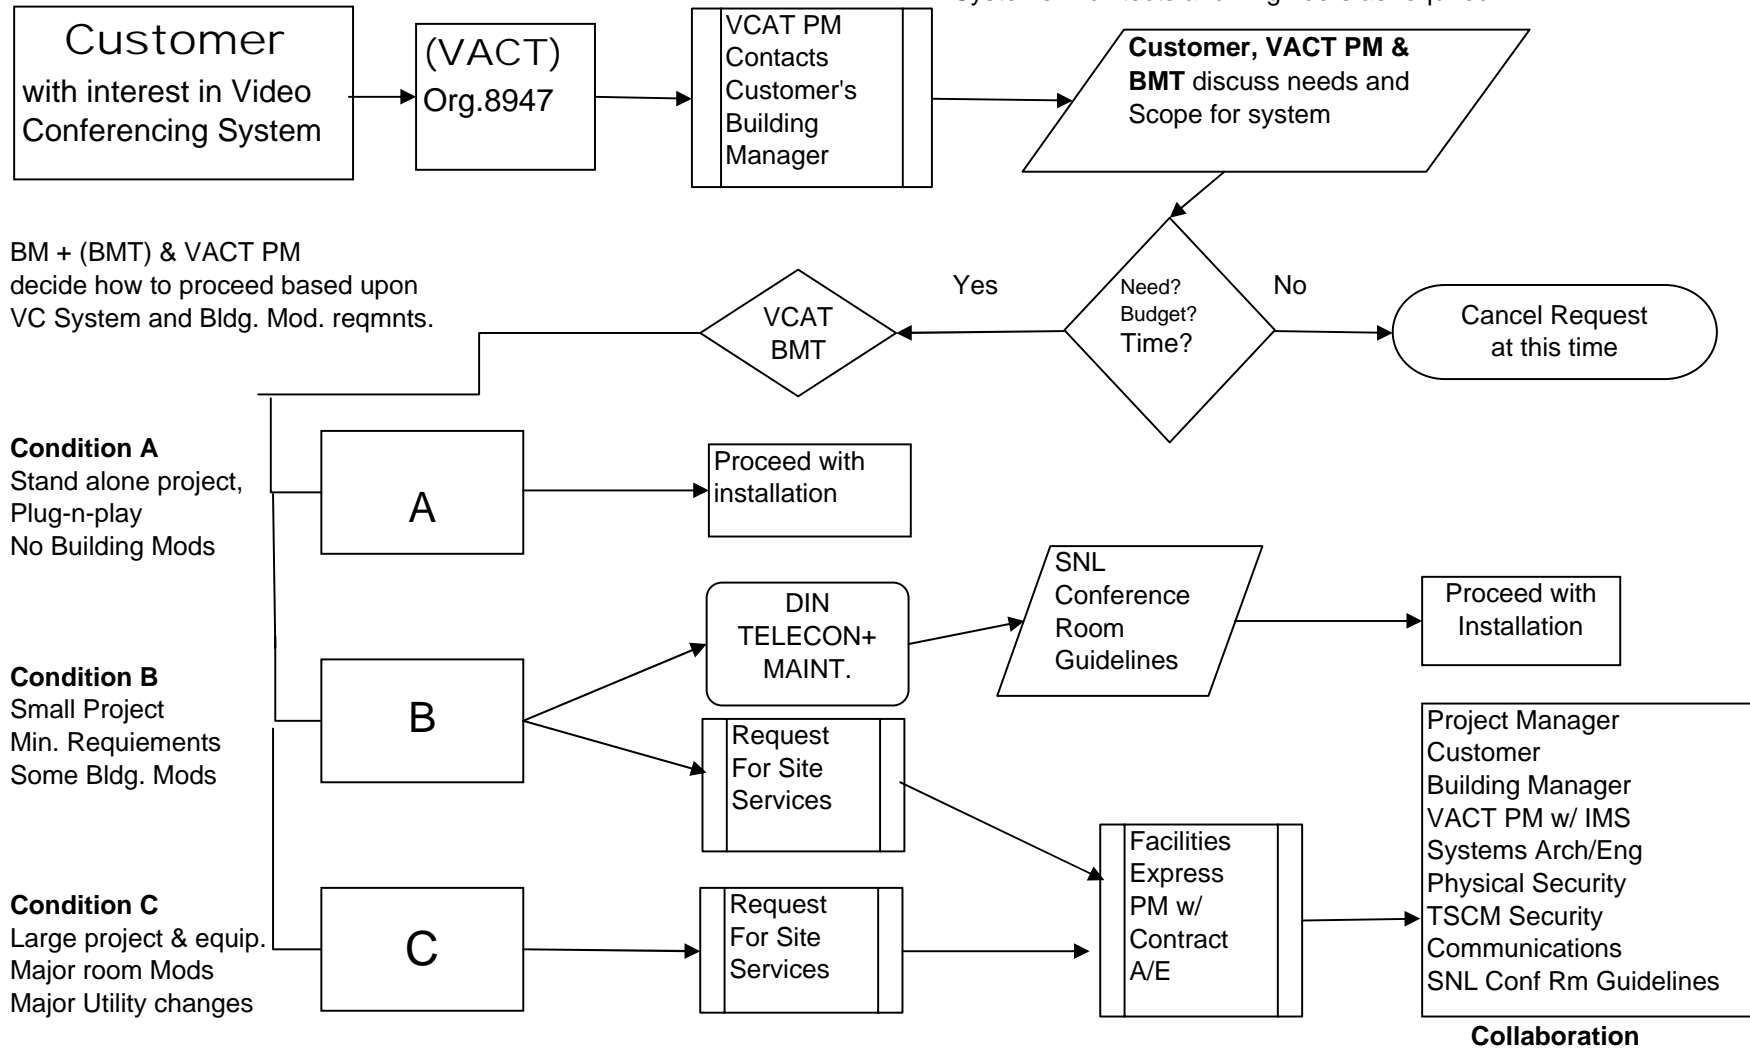 Customer
with interest in Video
Conferencing System
(VACT)
Org.8947
VCAT PM
Contacts
Customer's
Building
Manager
Customer, VACT PM &
BMT discuss needs and
Scope for system
BM + (BMT) & VACT PM
decide how to proceed based upon
VC System and Bldg. Mod. reqmnts.
VCAT
BMT
Yes
Need?
Budget?
Time?
No
Cancel Request
at this time
Condition A
Stand alone project,
Plug-n-play
No Building Mods
A
Proceed with
installation
Condition B
Small Project
Min. Requiements
Some Bldg. Mods
B
DIN
TELECON+
MAINT.
SNL
Conference
Room
Guidelines
Proceed with
Installation
Request
For Site
Services
Condition C
Large project & equip.
Major room Mods
Major Utility changes
C
Request
For Site
Services
Facilities
Express
PM w/
Contract
A/E
Project Manager
Customer
Building Manager
VACT PM w/ IMS
Systems Arch/Eng
Physical Security
TSCM Security
Communications
SNL Conf Rm Guidelines
Collaboration